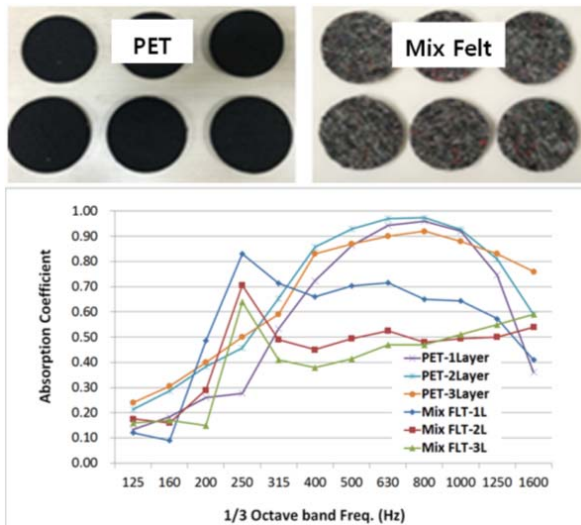 PET
Mix Felt
1.00
0.90
0.80
0.70
0.60
0.50
0.40
0.30
0.20
0.10
0.00
Absorption Coefficient
PET-1Layer
PET-2Layer
PET-3Layer
Mix FLT-1L
Mix FLT-2L
Mix FLT-3L
125 160 200 250 315 400 500 630 800 1000 1250 1600
1/3 Octave band Freq. (Hz)